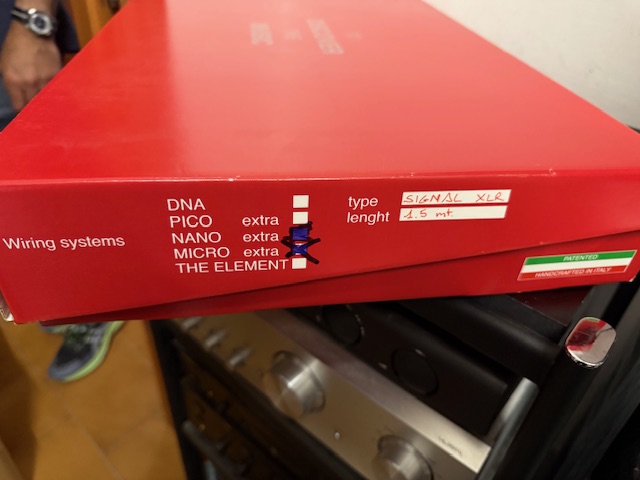 Wiring systems
DNA
PICO extra
NANO extra
MICRO extra
THE ELEMENT
type SIGNAL XLR
lenght 1.5 mt.
PATENTED
HANDCRAFTED IN ITALY